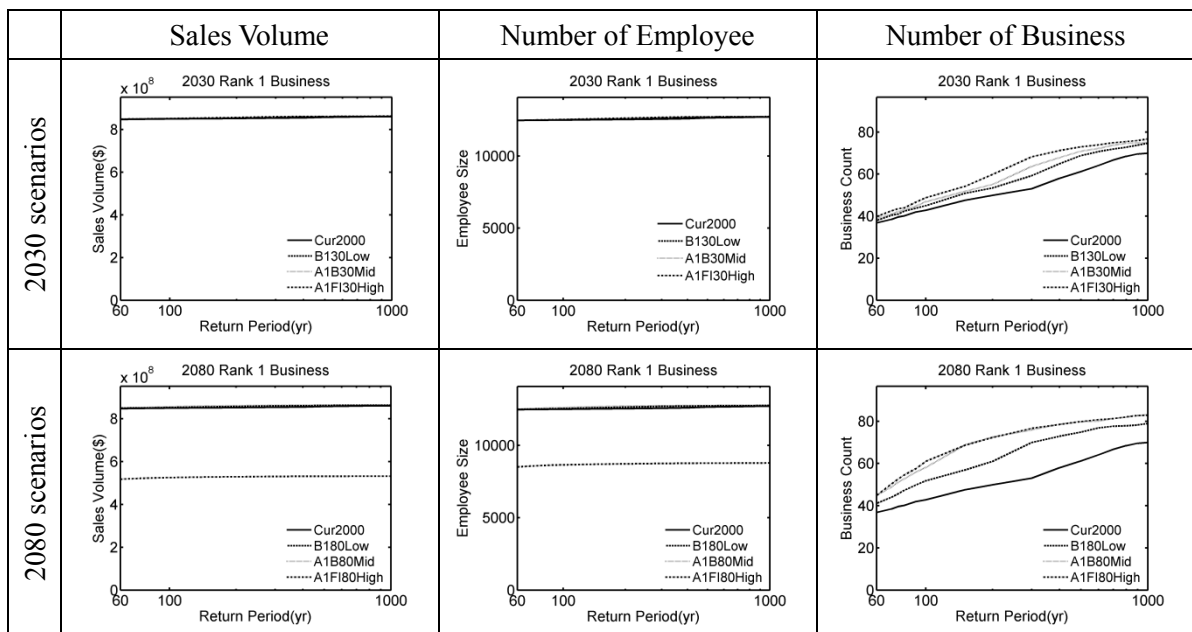 Sales Volume
Number of Employee
Number of Business
2030 scenarios
2030 Rank 1 Business
x 10⁸
8
6
4
2
0
Sales Volume($)
Cur2000
B130Low
A1B30Mid
A1FI30High
60
100
1000
Return Period(yr)
2030 Rank 1 Business
10000
5000
0
Employee Size
Cur2000
B130Low
A1B30Mid
A1FI30High
60
100
1000
Return Period(yr)
2030 Rank 1 Business
80
60
40
20
0
Business Count
Cur2000
B130Low
A1B30Mid
A1FI30High
60
100
1000
Return Period(yr)
2080 scenarios
2080 Rank 1 Business
x 10⁸
8
6
4
2
0
Sales Volume($)
Cur2000
B180Low
A1B80Mid
A1FI80High
60
100
1000
Return Period(yr)
2080 Rank 1 Business
10000
5000
0
Employee Size
Cur2000
B180Low
A1B80Mid
A1FI80High
60
100
1000
Return Period(yr)
2080 Rank 1 Business
80
60
40
20
0
Business Count
Cur2000
B180Low
A1B80Mid
A1FI80High
60
100
1000
Return Period(yr)